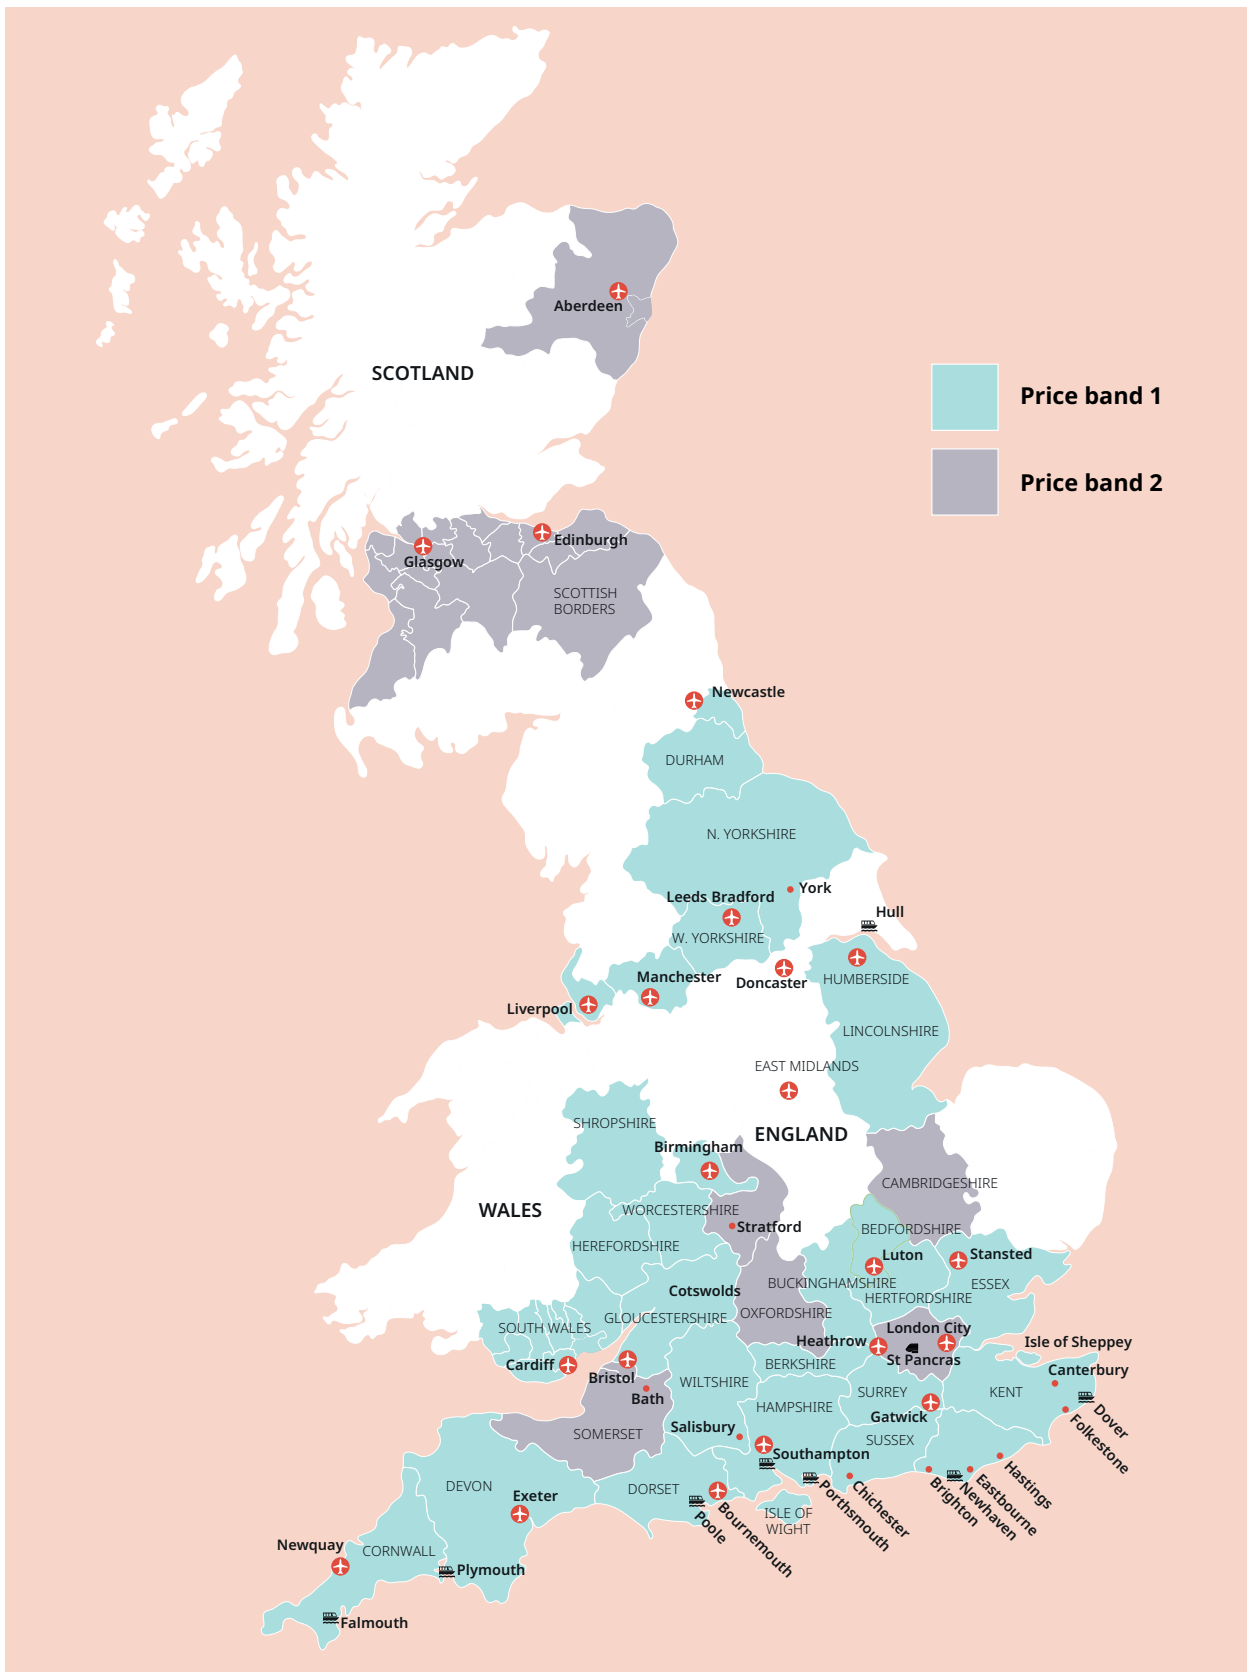 Aberdeen
SCOTLAND
Price band 1
Price band 2
Edinburgh
Glasgow
SCOTTISH
BORDERS
Newcastle
DURHAM
N. YORKSHIRE
York
Leeds Bradford
Hull
W. YORKSHIRE
Manchester
Doncaster
HUMBERSIDE
Liverpool
LINCOLNSHIRE
EAST MIDLANDS
SHROPSHIRE
ENGLAND
Birmingham
CAMBRIDGESHIRE
WALES
WORCESTERSHIRE
Stratford
BEDFORDSHIRE
HEREFORDSHIRE
Luton
Stansted
BUCKINGHAMSHIRE
ESSEX
Cotswolds
HERTFORDSHIRE
OXFORDSHIRE
GLOUCESTERSHIRE
SOUTH WALES
London City
Heathrow
Isle of Sheppey
St Pancras
Cardiff
BERKSHIRE
Canterbury
Bristol
WILTSHIRE
SURREY
KENT
Bath
HAMPSHIRE
Gatwick
Dover
Folkestone
Salisbury
SOMERSET
SUSSEX
Southampton
Hastings
DEVON
DORSET
Exeter
Eastbourne
Newhaven
Brighton
Chichester
Porthsmouth
ISLE OF
WIGHT
Bournemouth
Poole
Newquay
CORNWALL
Plymouth
Falmouth